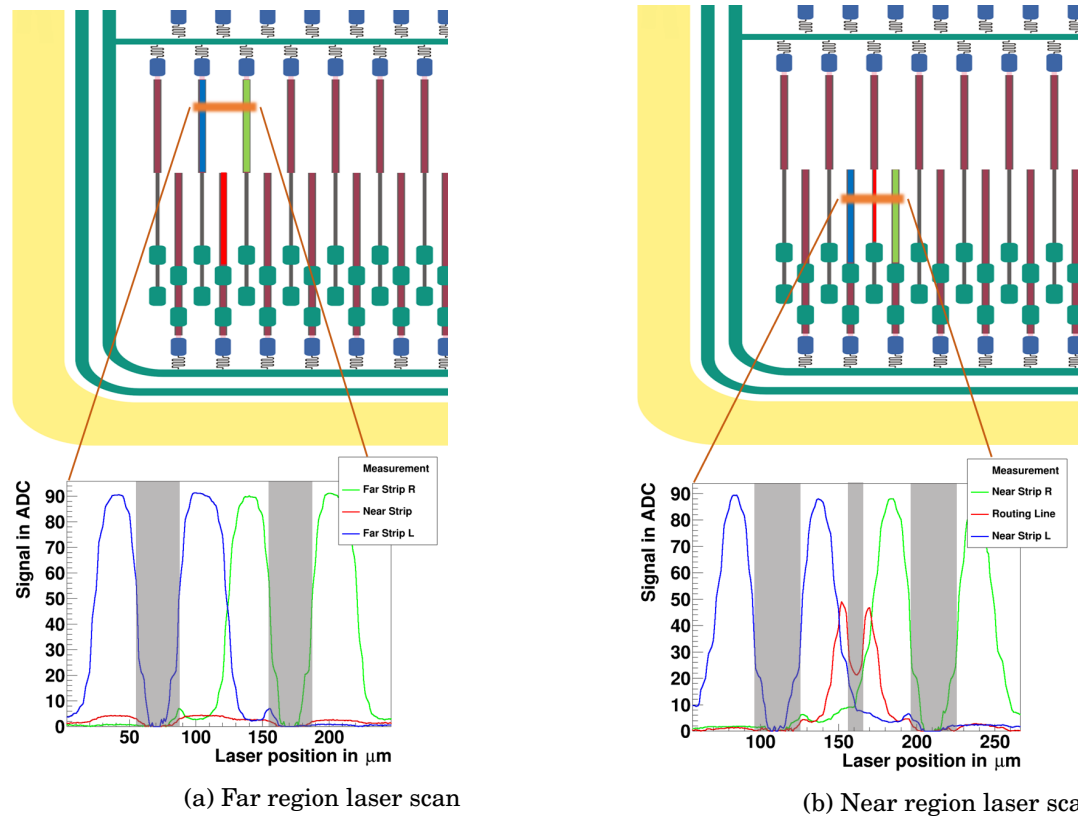 Measurement
Far Strip R
Near Strip
Far Strip L
Signal in ADC
90
80
70
60
50
40
30
20
10
0
50 100 150 200
Laser position in μm
(a) Far region laser scan
Measurement
Near Strip R
Routing Line
Near Strip L
Signal in ADC
90
80
70
60
50
40
30
20
10
0
100 150 200 250
Laser position in μm
(b) Near region laser sca